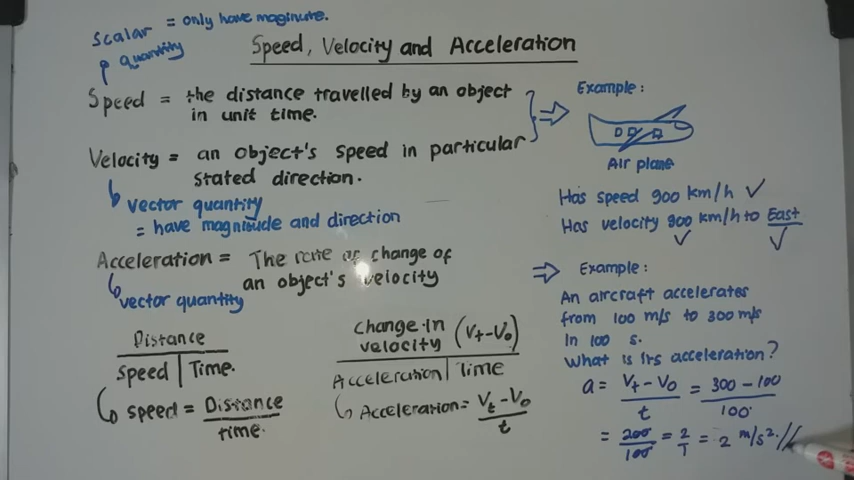 Scalar = only have maginute.
quantity
Speed, Velocity and Acceleration
Speed = the distance travelled by an object
in unit time.
Velocity = an object's speed in particular
stated direction.
vector quantity
= have magnitude and direction
Acceleration = The rate of change of
an object's velocity
vector quantity
Distance
Speed | Time.
speed = Distance
time.
change in
velocity (Vt-Vo)
Acceleration | Time
Acceleration = Vt-Vo
t
Example:
Air plane
Has speed 900 km/h ✓
Has velocity 900 km/h to East
✓ ✓
Example:
An aircraft accelerates
from 100 m/s to 300 m/s
In 100 s.
What is its acceleration?
a = Vt-Vo = 300-100
t 100
= 200 = 2 = 2 m/s².//
100 1